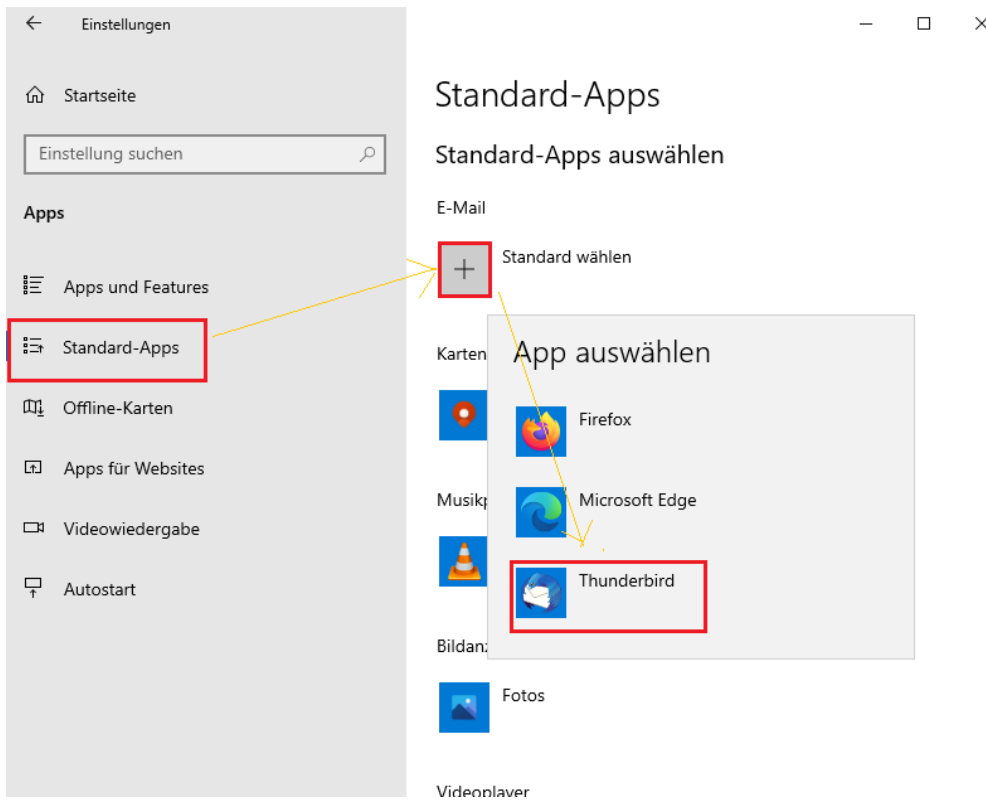 Einstellungen
Startseite
Einstellung suchen
Apps
Apps und Features
Standard-Apps
Offline-Karten
Apps für Websites
Videowiedergabe
Autostart
Standard-Apps
Standard-Apps auswählen
E-Mail
Standard wählen
Karten
App auswählen
Firefox
Microsoft Edge
Thunderbird
Fotos
Videoplayer